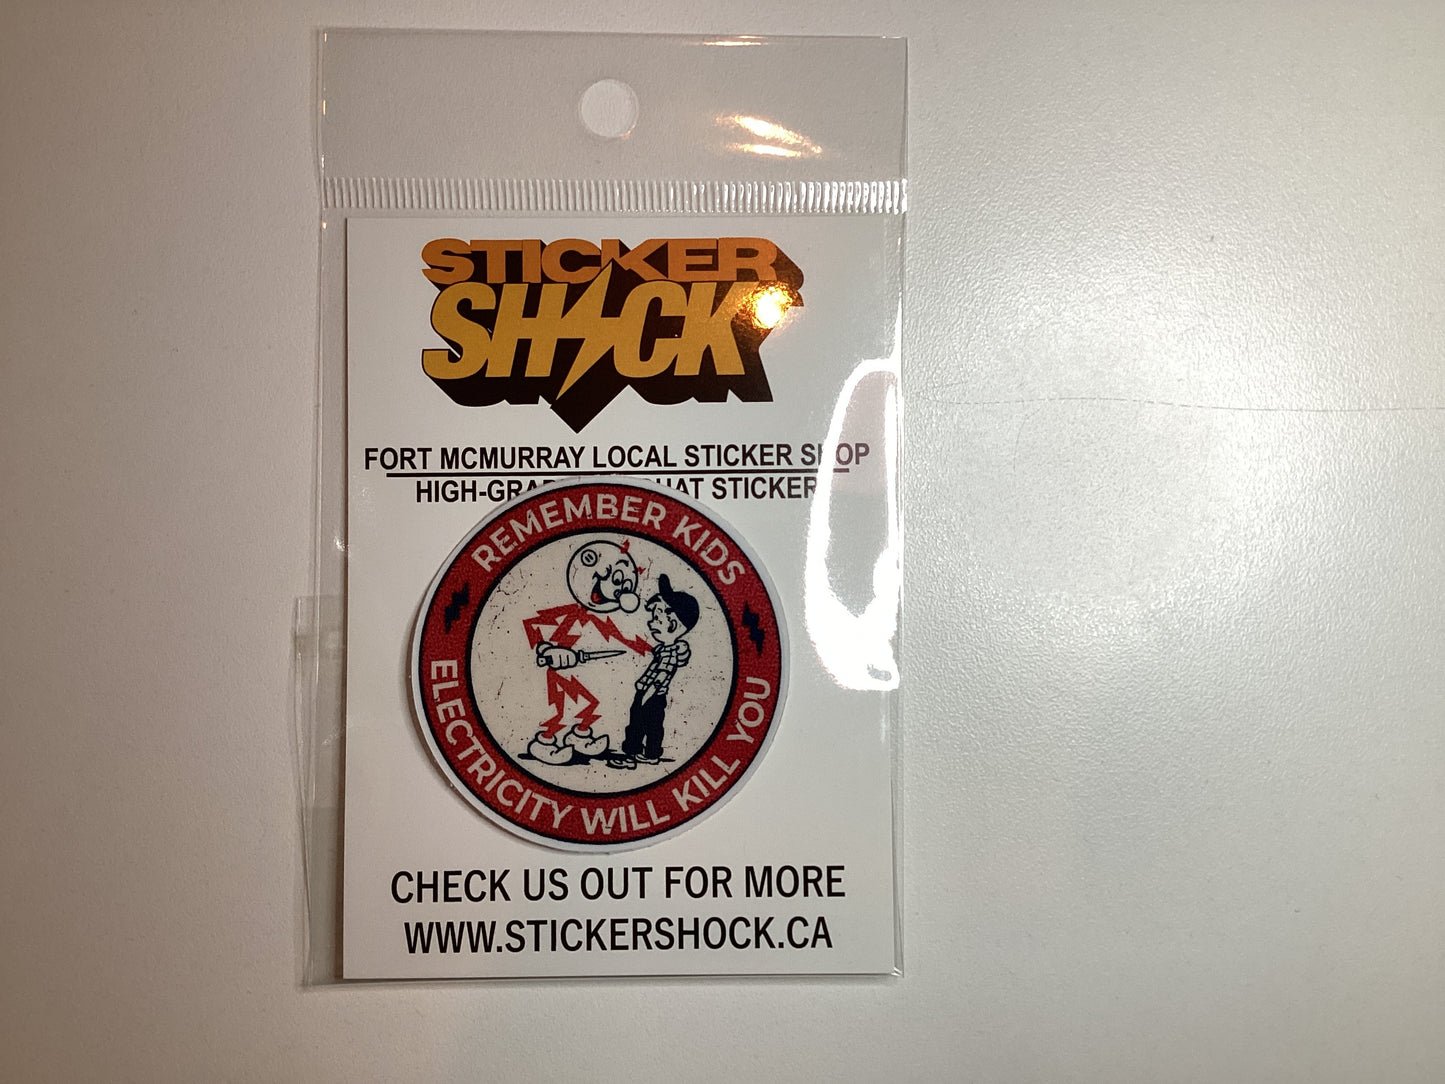 STICKER
SHOCK
FORT MCMURRAY LOCAL STICKER SHOP
STICKER
REMEMBER KIDS
ELECTRICITY WILL KILL YOU
CHECK US OUT FOR MORE
WWW.STICKERSHOCK.CA